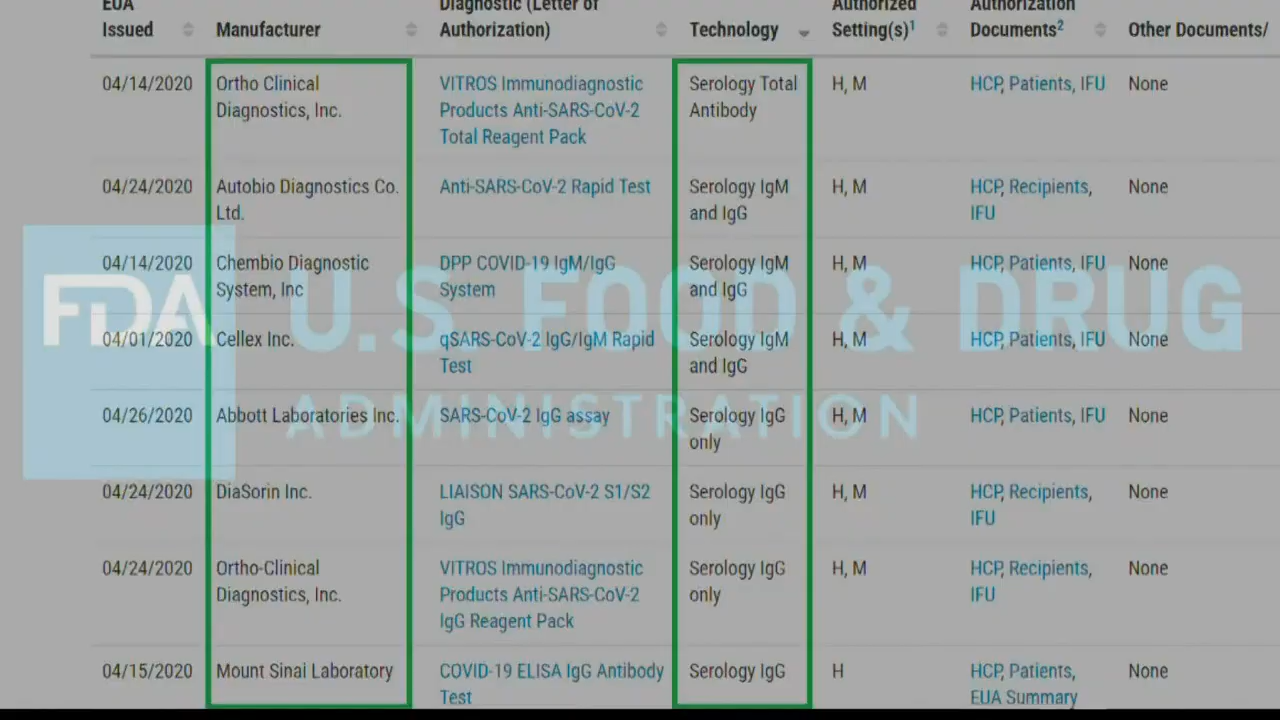 EUA Diagnostic (Letter of Authorized Authorization
Issued Manufacturer Authorization) Technology Setting(s)¹ Documents² Other Documents/
04/14/2020 Ortho Clinical VITROS Immunodiagnostic Serology Total H, M HCP, Patients, IFU None
Diagnostics, Inc. Products Anti-SARS-CoV-2 Antibody
Total Reagent Pack
04/24/2020 Autobio Diagnostics Co. Anti-SARS-CoV-2 Rapid Test Serology IgM H, M HCP, Recipients, None
Ltd. and IgG IFU
04/14/2020 Chembio Diagnostic DPP COVID-19 IgM/IgG Serology IgM H, M HCP, Patients, IFU None
System, Inc System and IgG
FDA U.S. FOOD & DRUG
04/01/2020 Cellex Inc. qSARS-CoV-2 IgG/IgM Rapid Serology IgM H, M HCP, Patients, IFU None
Test and IgG
04/26/2020 Abbott Laboratories Inc. SARS-CoV-2 IgG assay Serology IgG H, M HCP, Patients, IFU None
only
ADMINISTRATION
04/24/2020 DiaSorin Inc. LIAISON SARS-CoV-2 S1/S2 Serology IgG H, M HCP, Recipients, None
IgG only IFU
04/24/2020 Ortho-Clinical VITROS Immunodiagnostic Serology IgG H, M HCP, Recipients, None
Diagnostics, Inc. Products Anti-SARS-CoV-2 only IFU
IgG Reagent Pack
04/15/2020 Mount Sinai Laboratory COVID-19 ELISA IgG Antibody Serology IgG H HCP, Patients, None
Test EUA Summary